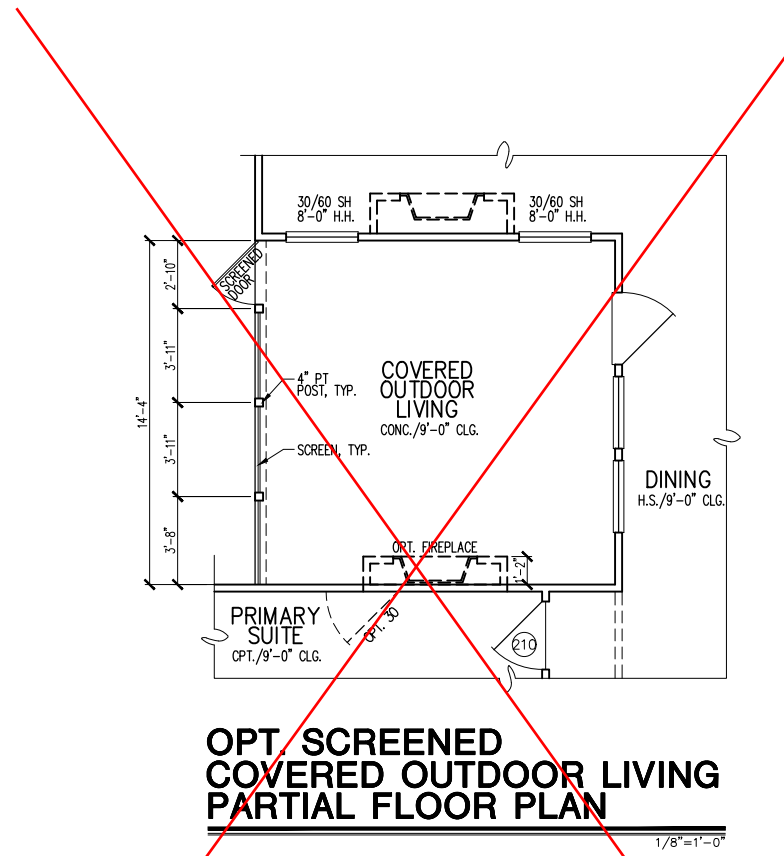 30/60 SH
8'-0" H.H.
30/60 SH
8'-0" H.H.
SCREENED
DOOR
2'-10"
3'-11"
14'-4"
3'-11"
3'-8"
4" PT
POST, TYP.
SCREEN, TYP.
COVERED
OUTDOOR
LIVING
CONC./9'-0" CLG.
DINING
H.S./9'-0" CLG.
OPT. FIREPLACE
1'-2"
PRIMARY
SUITE
CPT./9'-0" CLG.
OPT. 30
210
OPT. SCREENED
COVERED OUTDOOR LIVING
PARTIAL FLOOR PLAN
1/8"=1'-0"